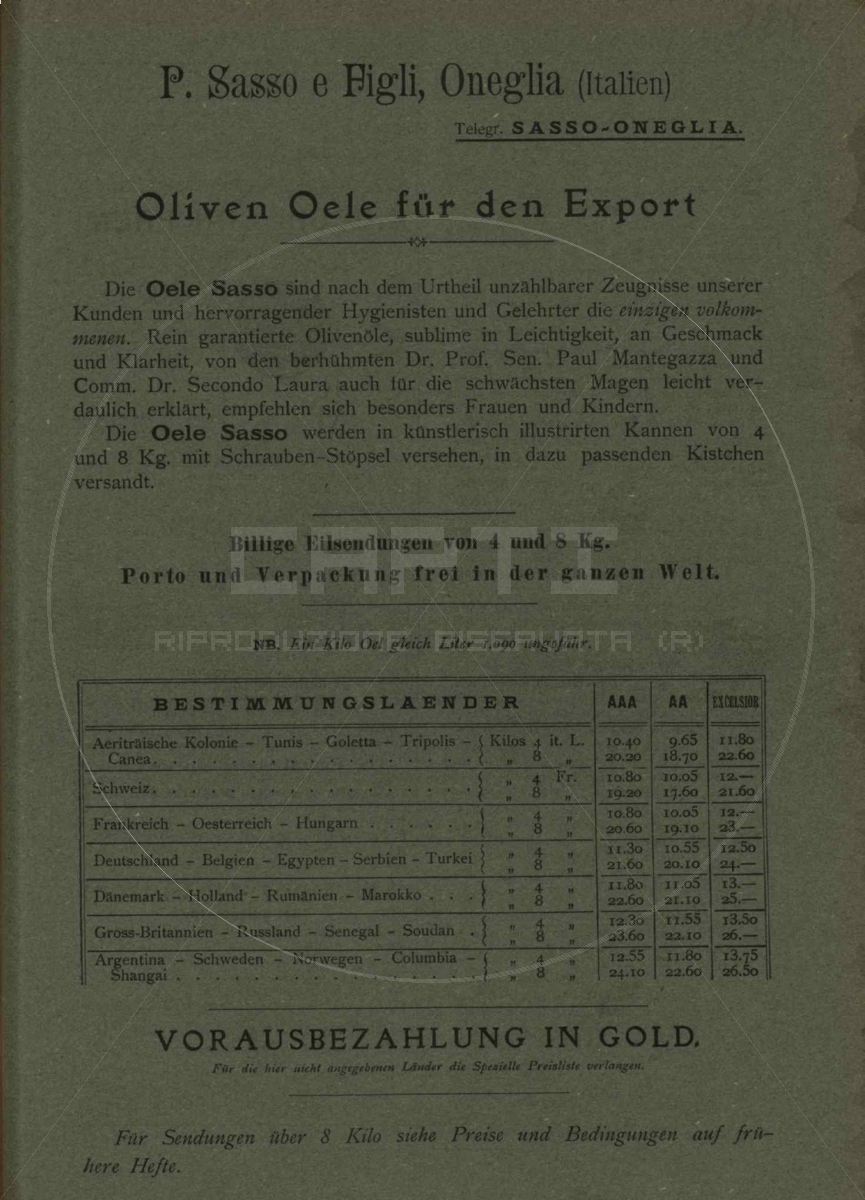 P. Sasso e Figli, Oneglia (Italien)
Telegr. SASSO-ONEGLIA.
Oliven Oele für den Export
Die Oele Sasso sind nach dem Urtheil unzählbarer Zeugnisse unserer
Kunden und hervorragender Hygienisten und Gelehrter die einzigen volkom-
menen. Rein garantierte Olivenöle, sublime in Leichtigkeit, an Geschmack
und Klarheit, von den berhühmten Dr. Prof. Sen. Paul Mantegazza und
Comm. Dr. Secondo Laura auch für die schwächsten Magen leicht ver-
daulich erklärt, empfehlen sich besonders Frauen und Kindern.
Die Oele Sasso werden in künstlerisch illustrirten Kannen von 4
und 8 Kg. mit Schrauben-Stöpsel versehen, in dazu passenden Kistchen
versandt.
Billige Eilsendungen von 4 und 8 Kg.
Porto und Verpackung frei in der ganzen Welt.
RIPRODUZIONE RISERVATA (R)
NB. Ein Kilo Oel gleich Liter 1,090 ungefähr.
BESTIMMUNGSLAENDER AAA AA EXCELSIOR
Aeriträische Kolonie - Tunis - Goletta - Tripolis - { Kilos 4 it. L. 10.40 9.65 11.80
Canea. . . . . . . . . . . . . . . . . { „ 8 „ 20.20 18.70 22.60
Schweiz. . . . . . . . . . . . . . . . { „ 4 Fr. 10.80 10.05 12.—
„ 8 „ 19.20 17.60 21.60
Frankreich - Oesterreich - Hungarn . . . . . . } „ 4 „ 10.80 10.05 12.—
„ 8 „ 20.60 19.10 23.—
Deutschland - Belgien - Egypten - Serbien - Turkei { „ 4 „ 11.30 10.55 12.50
„ 8 „ 21.60 20.10 24.—
Dänemark - Holland - Rumänien - Marokko . . . { „ 4 „ 11.80 11.05 13.—
„ 8 „ 22.60 21.10 25.—
Gross-Britannien - Russland - Senegal - Soudan . { „ 4 „ 12.30 11.55 13.50
„ 8 „ 23.60 22.10 26.—
Argentina - Schweden - Norwegen - Columbia - { „ 4 „ 12.55 11.80 13.75
Shangai . . . . . . . . . . . . . . . . { „ 8 „ 24.10 22.60 26.50
VORAUSBEZAHLUNG IN GOLD.
Für die hier nicht angegebenen Länder die Spezielle Preisliste verlangen.
Für Sendungen über 8 Kilo siehe Preise und Bedingungen auf frü-
here Hefte.